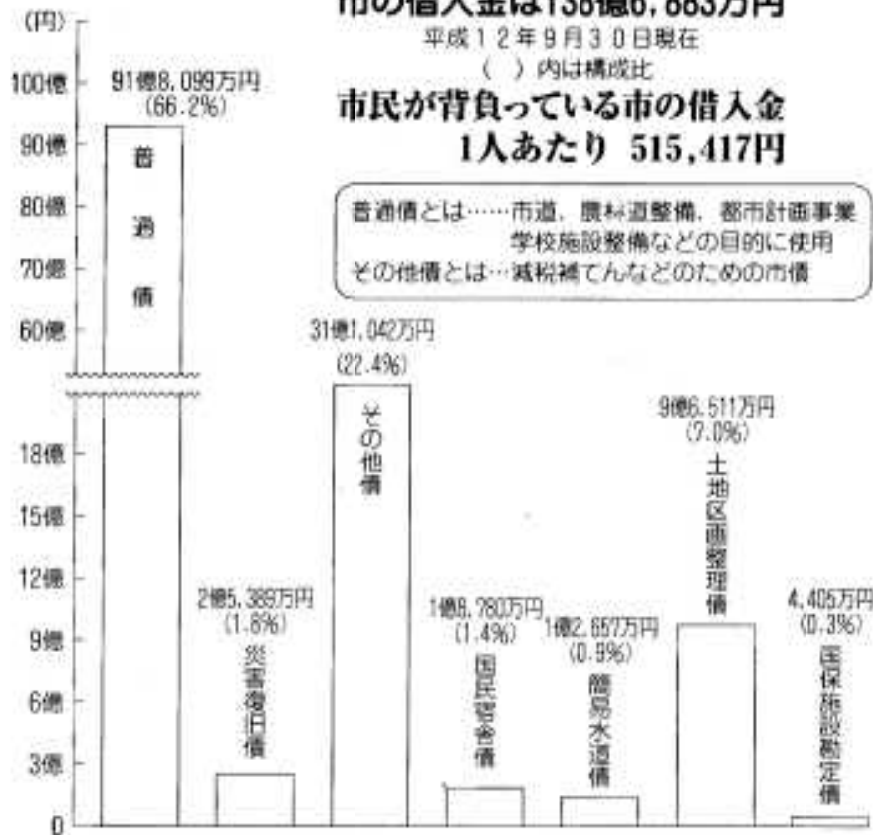 市の借入金は138億6,883万円
平成12年9月30日現在
( )内は構成比
市民が背負っている市の借入金
1人あたり 515,417円
普通債とは……市道、農林道整備、都市計画事業
学校施設整備などの目的に使用
その他債とは…減税補てんなどのための市債
(円)
100億
90億
80億
70億
60億
18億
15億
12億
9億
6億
3億
0
91億8,099万円
(66.2%)
普通債
2億5,389万円
(1.8%)
災害復旧債
31億1,042万円
(22.4%)
その他債
1億8,780万円
(1.4%)
国民宿舎債
1億2,657万円
(0.9%)
簡易水道債
9億6,511万円
(7.0%)
土地区画整理債
4,405万円
(0.3%)
国保施設勘定債